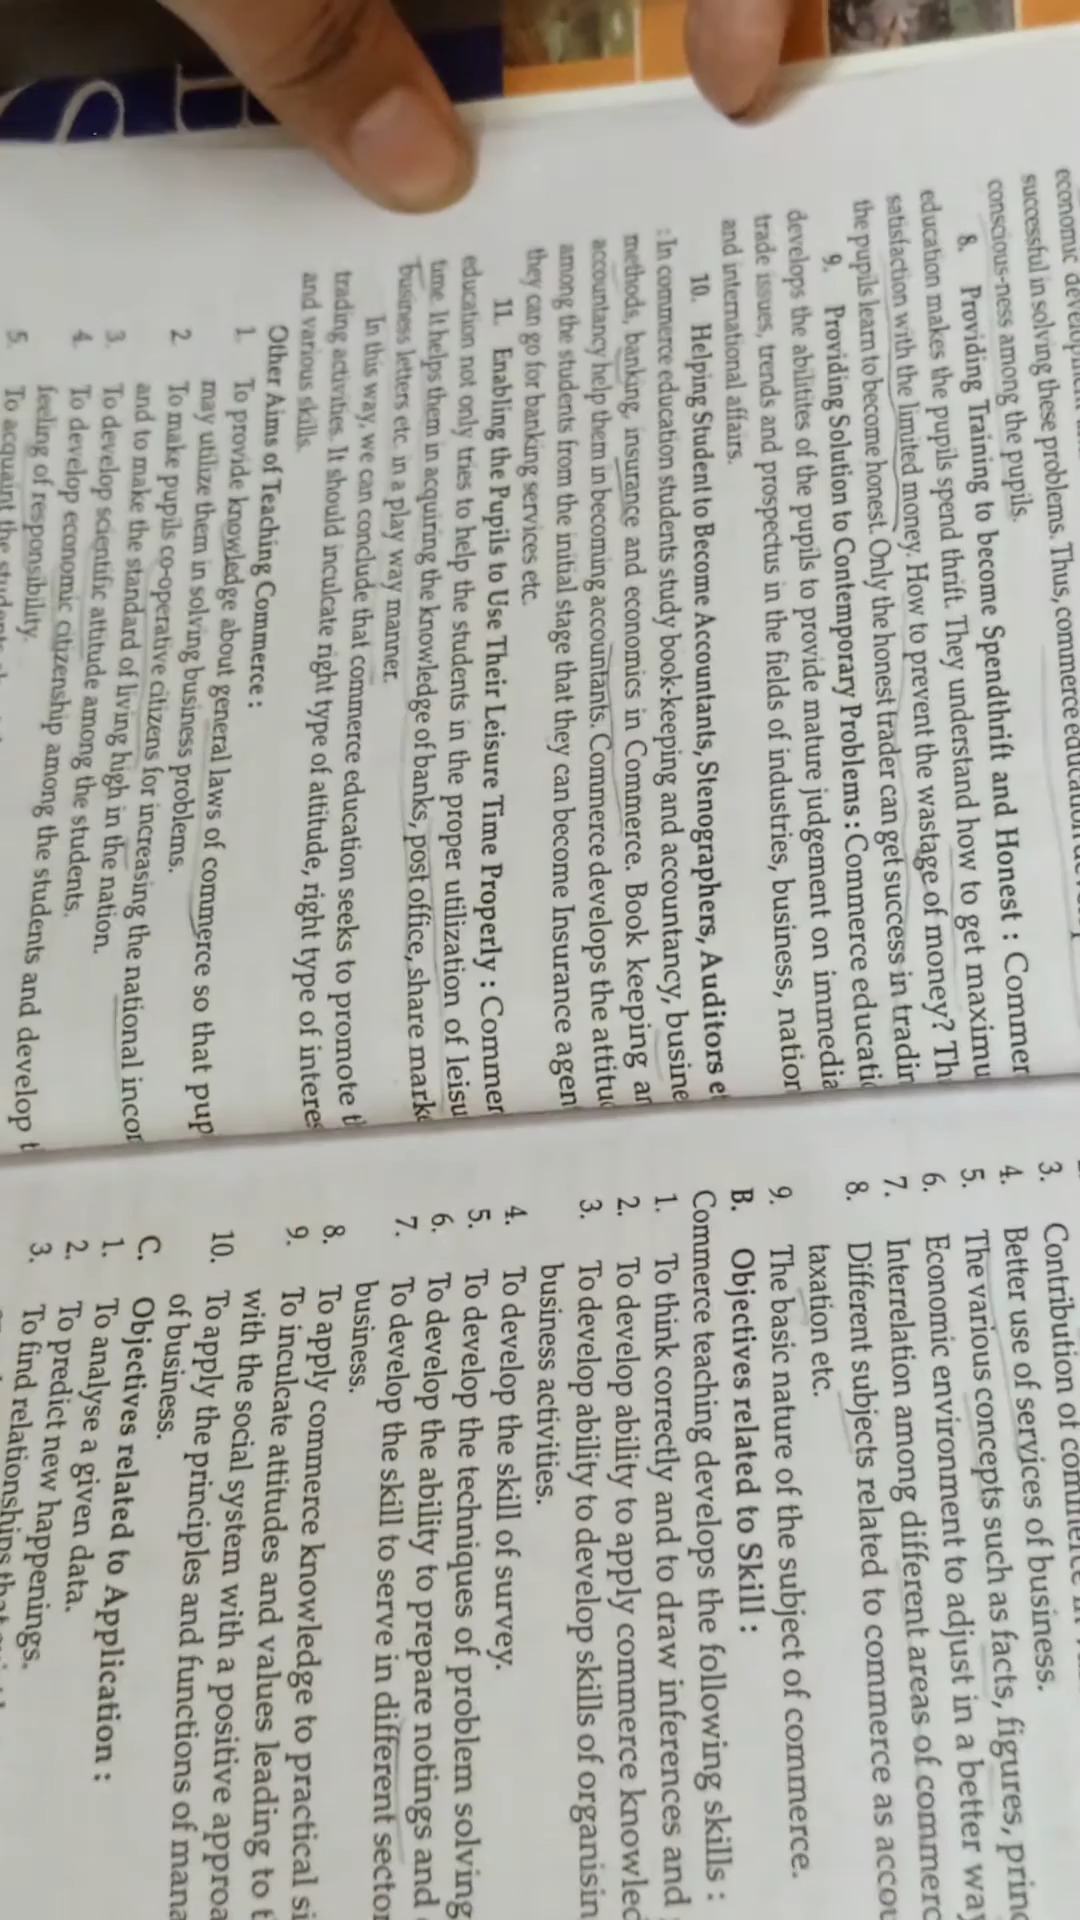 economic
successful in solving these problems. Thus, commerce education
conscious-ness among the pupils.
8. Providing Training to become Spendthrift and Honest : Commer
education makes the pupils spend thrift. They understand how to get maximu
satisfaction with the limited money. How to prevent the wastage of money? Th
the pupils learn to become honest. Only the honest trader can get success in tradin
9. Providing Solution to Contemporary Problems : Commerce educati
develops the abilitites of the pupils to provide mature judgement on immedia
trade issues, trends and prospectus in the fields of industries, business, nation
and international affairs.
10. Helping Student to Become Accountants, Stenographers, Auditors e
: In commerce education students study book-keeping and accountancy, busine
methods, banking, insurance and economics in Commerce. Book keeping an
accountancy help them in becoming accountants. Commerce develops the attitud
among the students from the initial stage that they can become Insurance agen
they can go for banking services etc.
11. Enabling the Pupils to Use Their Leisure Time Properly : Commer
education not only tries to help the students in the proper utilization of leisu
time. It helps them in acquiring the knowledge of banks, post office, share marke
business letters etc. in a play way manner.
In this way, we can conclude that commerce education seeks to promote t
trading activities. It should inculcate right type of attitude, right type of interes
and various skills.
Other Aims of Teaching Commerce :
1. To provide knowledge about general laws of commerce so that pup
may utilize them in solving business problems.
2 To make pupils co-operative citizens for increasing the national incom
and to make the standard of living high in the nation.
3. To develop scientific attitude among the students.
4. To develop economic citizenship among the students and develop t
feeling of responsibility.
5. To acquaint the students
3. Contribution of commerce in
4. Better use of services of business.
5. The various concepts such as facts, figures, princ
6. Economic environment to adjust in a better way
7. Interrelation among different areas of commerc
8. Different subjects related to commerce as accou
taxation etc.
9. The basic nature of the subject of commerce.
B. Objectives related to Skill :
Commerce teaching develops the following skills :
1. To think correctly and to draw inferences and
2. To develop ability to apply commerce knowled
3. To develop ability to develop skills of organisin
business activities.
4. To develop the skill of survey.
5. To develop the techniques of problem solving
6. To develop the ability to prepare notings and
7. To develop the skill to serve in different sector
business.
8. To apply commerce knowledge to practical si
9. To inculcate attitudes and values leading to t
with the social system with a positive approa
10. To apply the principles and functions of mana
of business.
C. Objectives related to Application :
1. To analyse a given data.
2. To predict new happenings.
3. To find relationships that